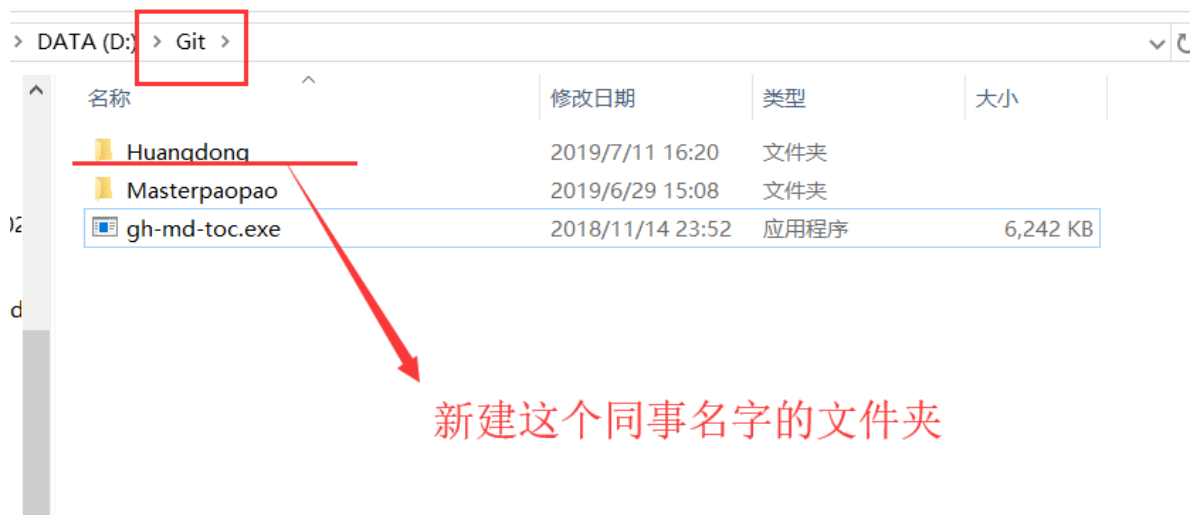 DATA (D:) > Git >
名称 修改日期 类型 大小
Huangdong 2019/7/11 16:20 文件夹
Masterpaopao 2019/6/29 15:08 文件夹
gh-md-toc.exe 2018/11/14 23:52 应用程序 6,242 KB
d
新建这个同事名字的文件夹